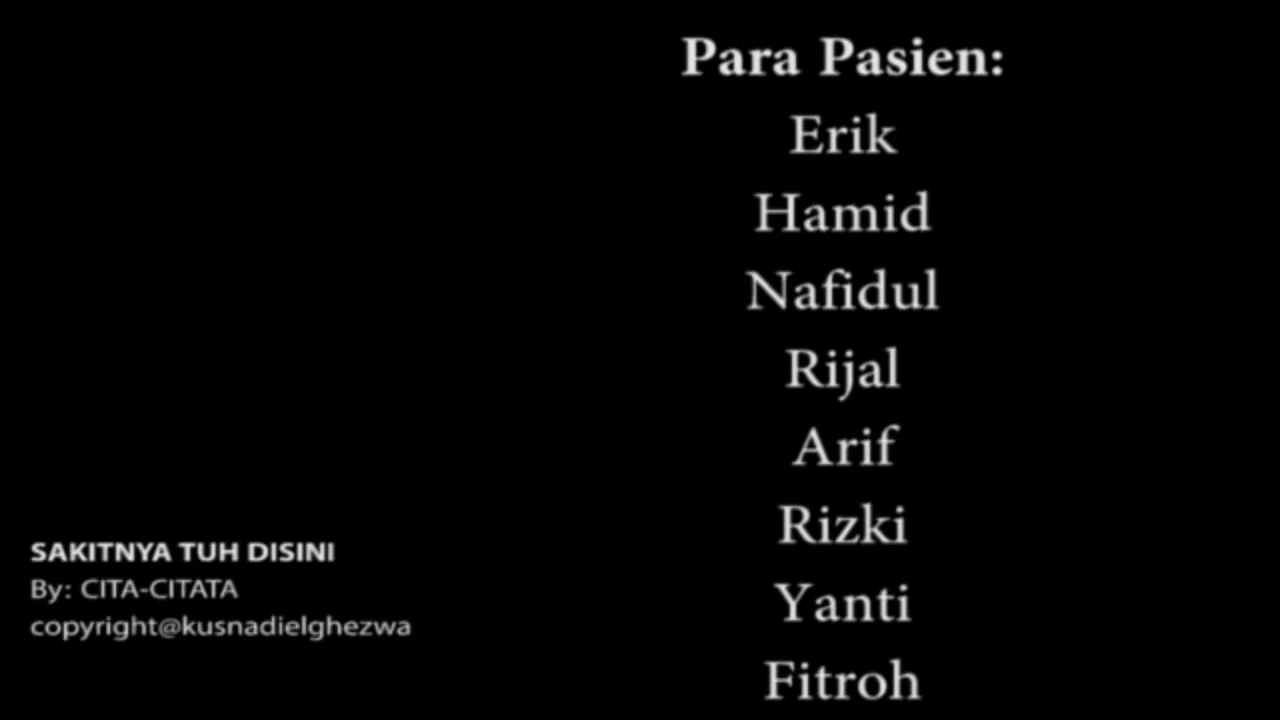 Para Pasien:
Erik
Hamid
Nafidul
Rijal
Arif
Rizki
Yanti
Fitroh
SAKITNYA TUH DISINI
By: CITA-CITATA
copyright@kusnadielghezwa